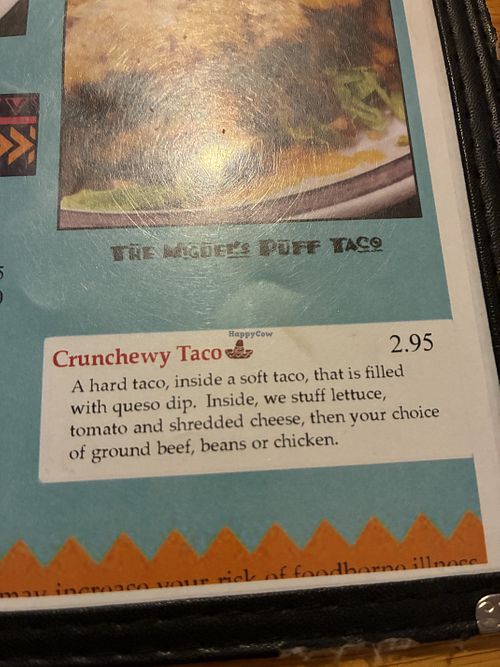 THE MIGUEL'S PUFF TACO
HappyCow
Crunchewy Taco 2.95
A hard taco, inside a soft taco, that is filled
with queso dip. Inside, we stuff lettuce,
tomato and shredded cheese, then your choice
of ground beef, beans or chicken.
may increase your risk of foodborne illness